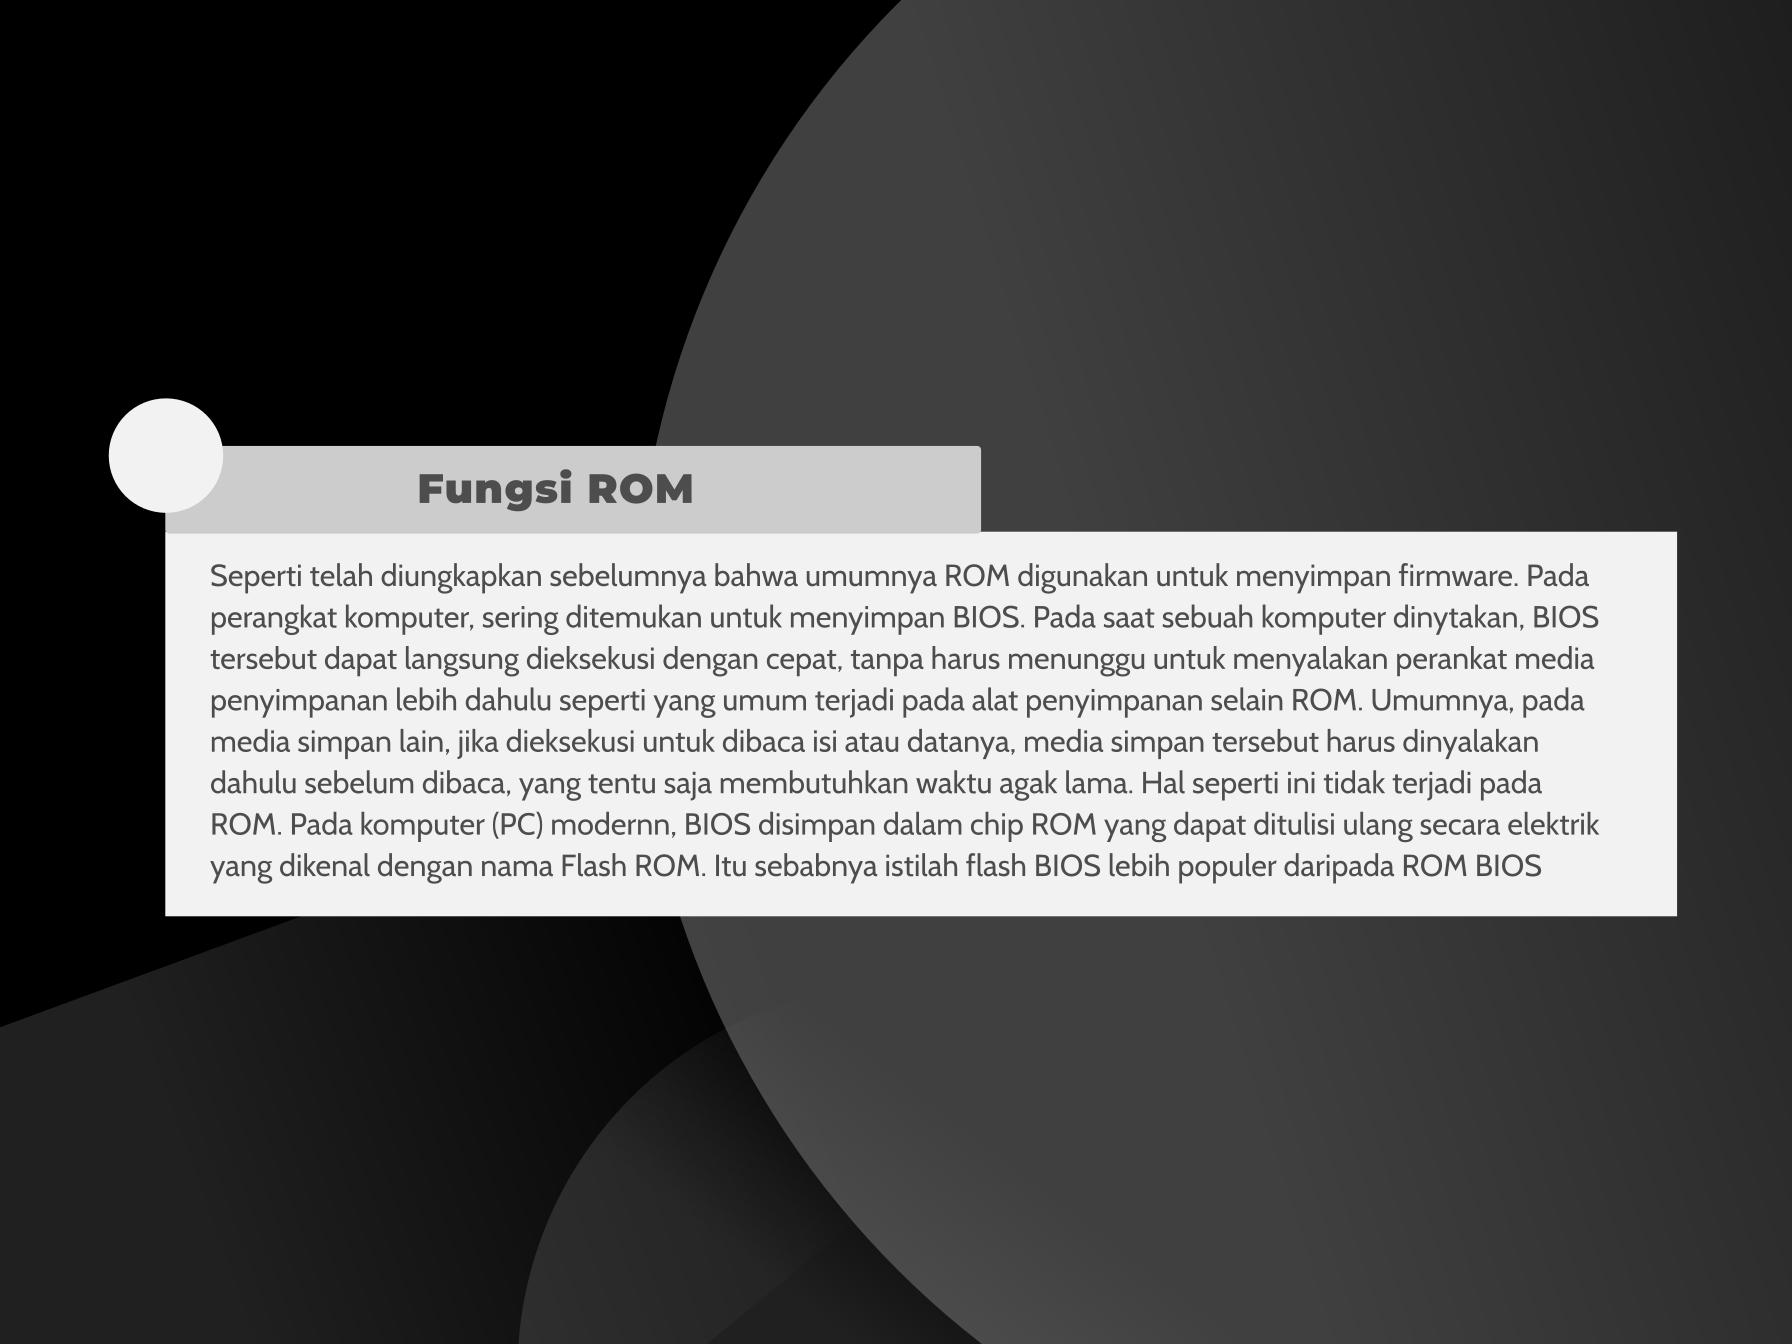 Fungsi ROM
Seperti telah diungkapkan sebelumnya bahwa umumnya ROM digunakan untuk menyimpan firmware. Pada
perangkat komputer, sering ditemukan untuk menyimpan BIOS. Pada saat sebuah komputer dinytakan, BIOS
tersebut dapat langsung dieksekusi dengan cepat, tanpa harus menunggu untuk menyalakan perankat media
penyimpanan lebih dahulu seperti yang umum terjadi pada alat penyimpanan selain ROM. Umumnya, pada
media simpan lain, jika dieksekusi untuk dibaca isi atau datanya, media simpan tersebut harus dinyalakan
dahulu sebelum dibaca, yang tentu saja membutuhkan waktu agak lama. Hal seperti ini tidak terjadi pada
ROM. Pada komputer (PC) modernn, BIOS disimpan dalam chip ROM yang dapat ditulisi ulang secara elektrik
yang dikenal dengan nama Flash ROM. Itu sebabnya istilah flash BIOS lebih populer daripada ROM BIOS